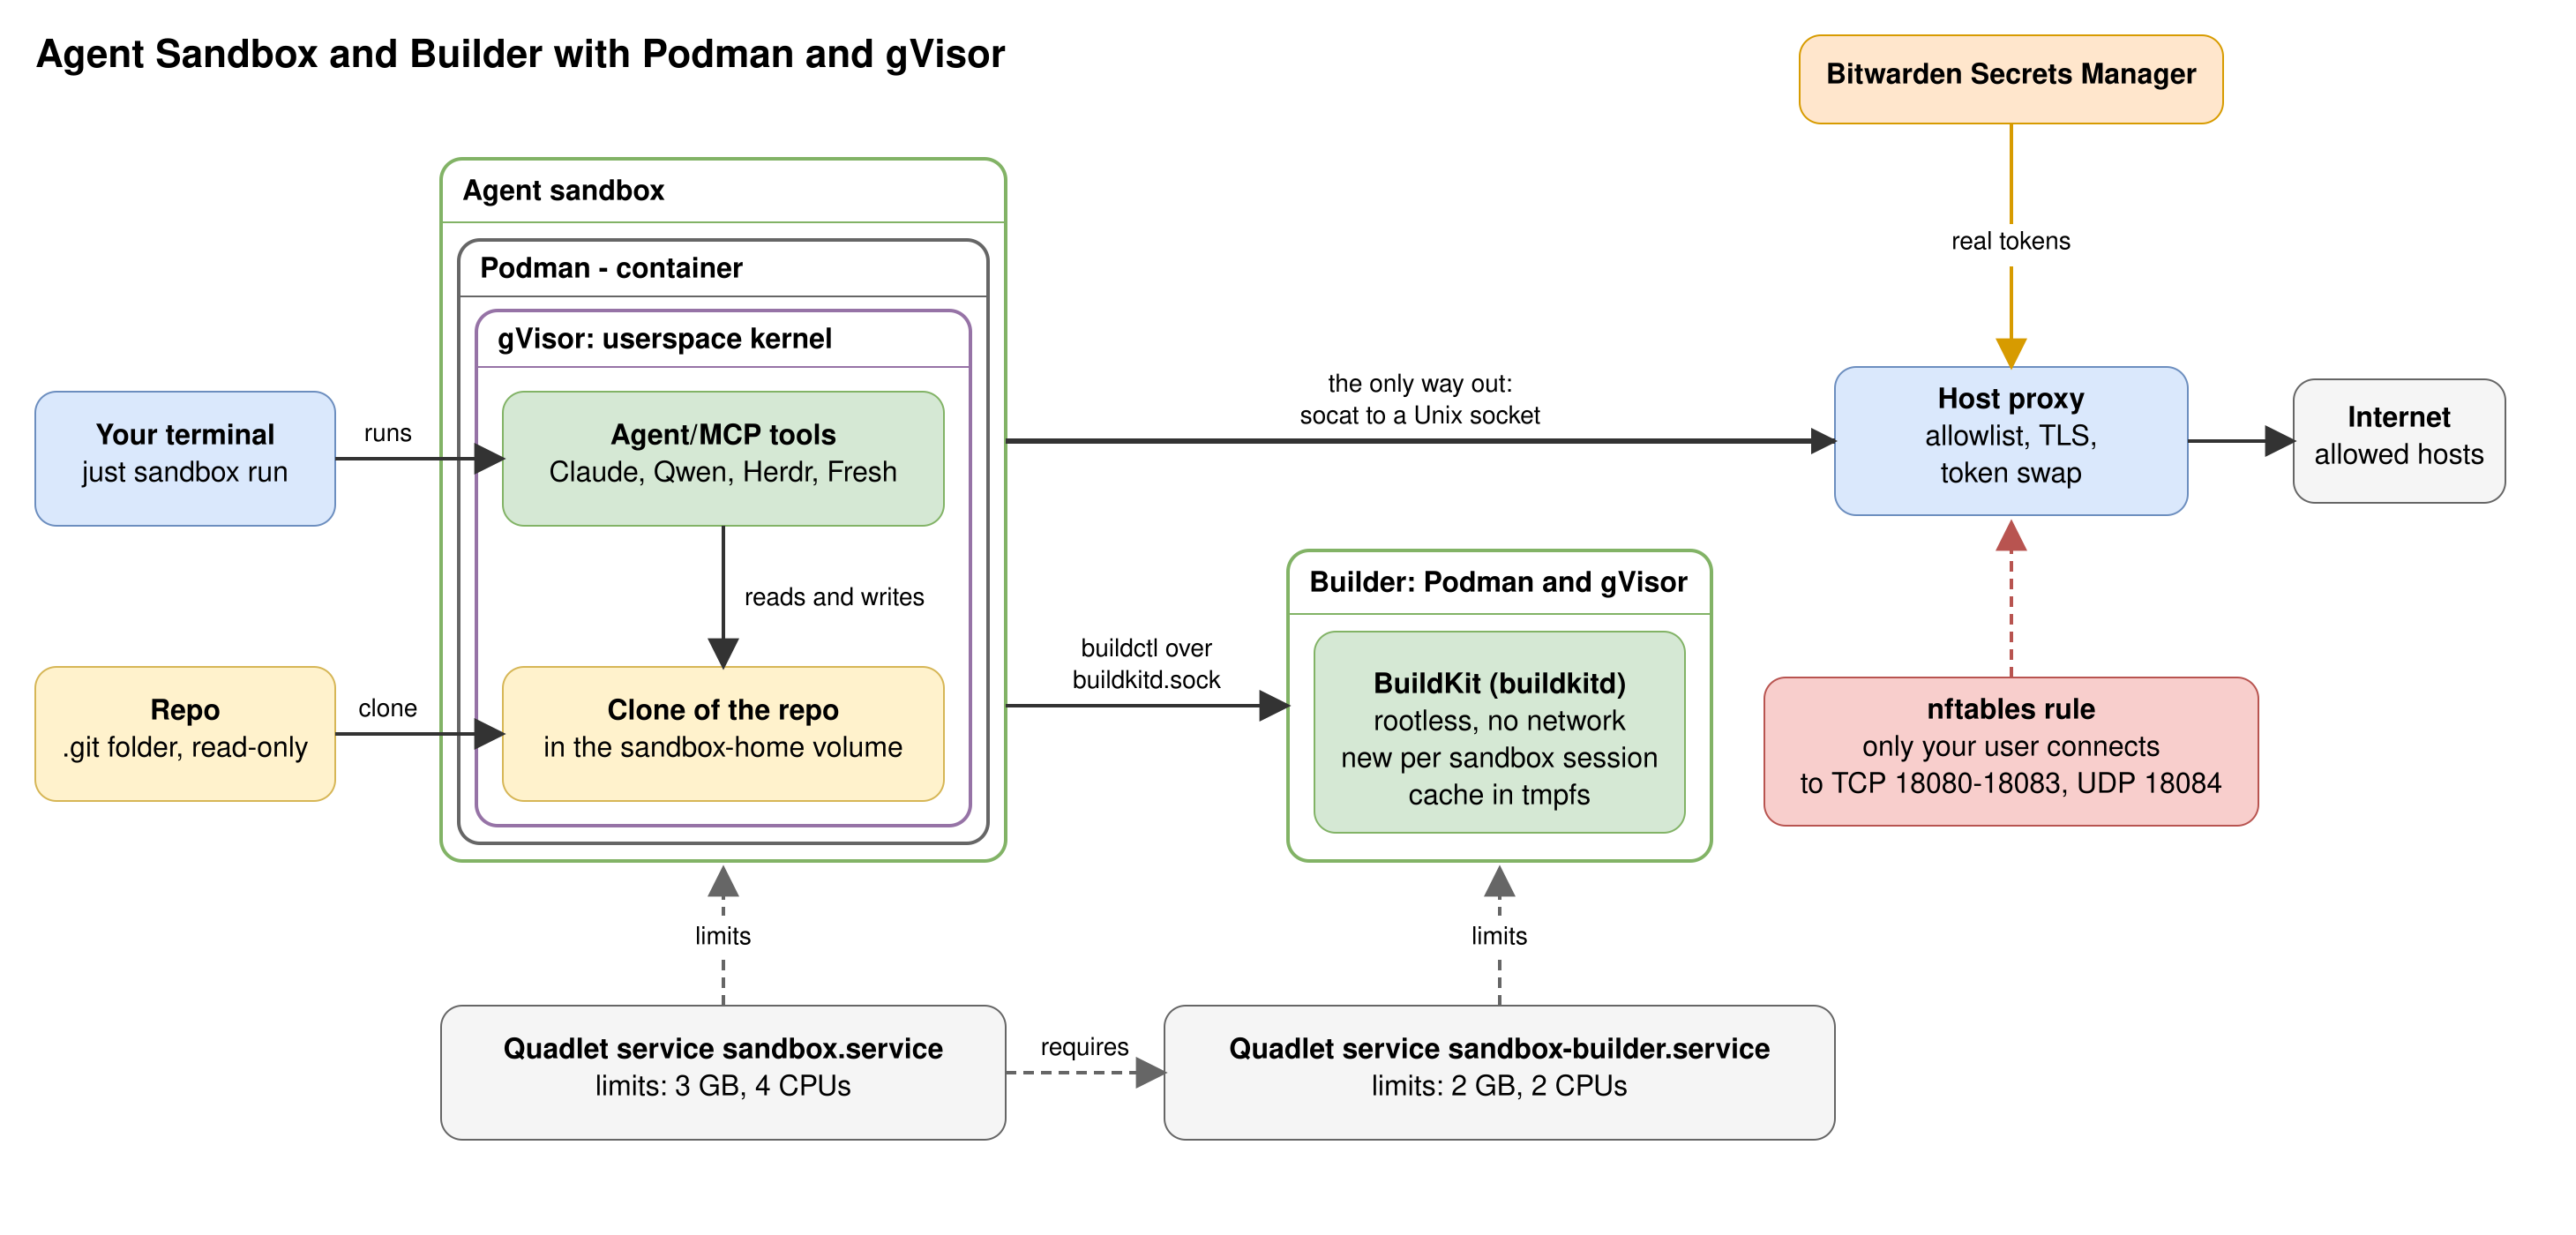 Agent Sandbox and Builder with Podman and gVisor
Bitwarden Secrets Manager
real tokens
Agent sandbox
Podman - container
gVisor: userspace kernel
Your terminal
just sandbox run
runs
Agent/MCP tools
Claude, Qwen, Herdr, Fresh
reads and writes
Repo
.git folder, read-only
clone
Clone of the repo
in the sandbox-home volume
the only way out:
socat to a Unix socket
Host proxy
allowlist, TLS,
token swap
Internet
allowed hosts
buildctl over
buildkitd.sock
Builder: Podman and gVisor
BuildKit (buildkitd)
rootless, no network
new per sandbox session
cache in tmpfs
nftables rule
only your user connects
to TCP 18080-18083, UDP 18084
limits
limits
Quadlet service sandbox.service
limits: 3 GB, 4 CPUs
requires
Quadlet service sandbox-builder.service
limits: 2 GB, 2 CPUs